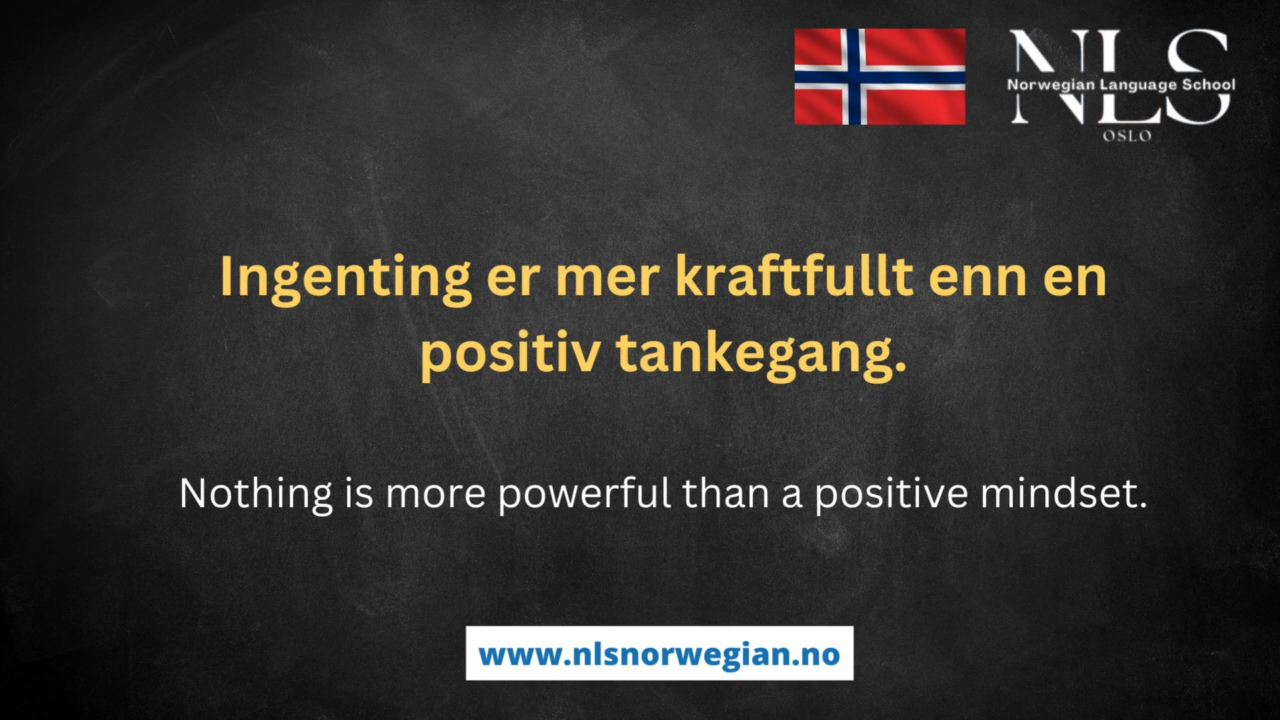 NLS
Norwegian Language School
OSLO
Ingenting er mer kraftfullt enn en
positiv tankegang.
Nothing is more powerful than a positive mindset.
www.nlsnorwegian.no